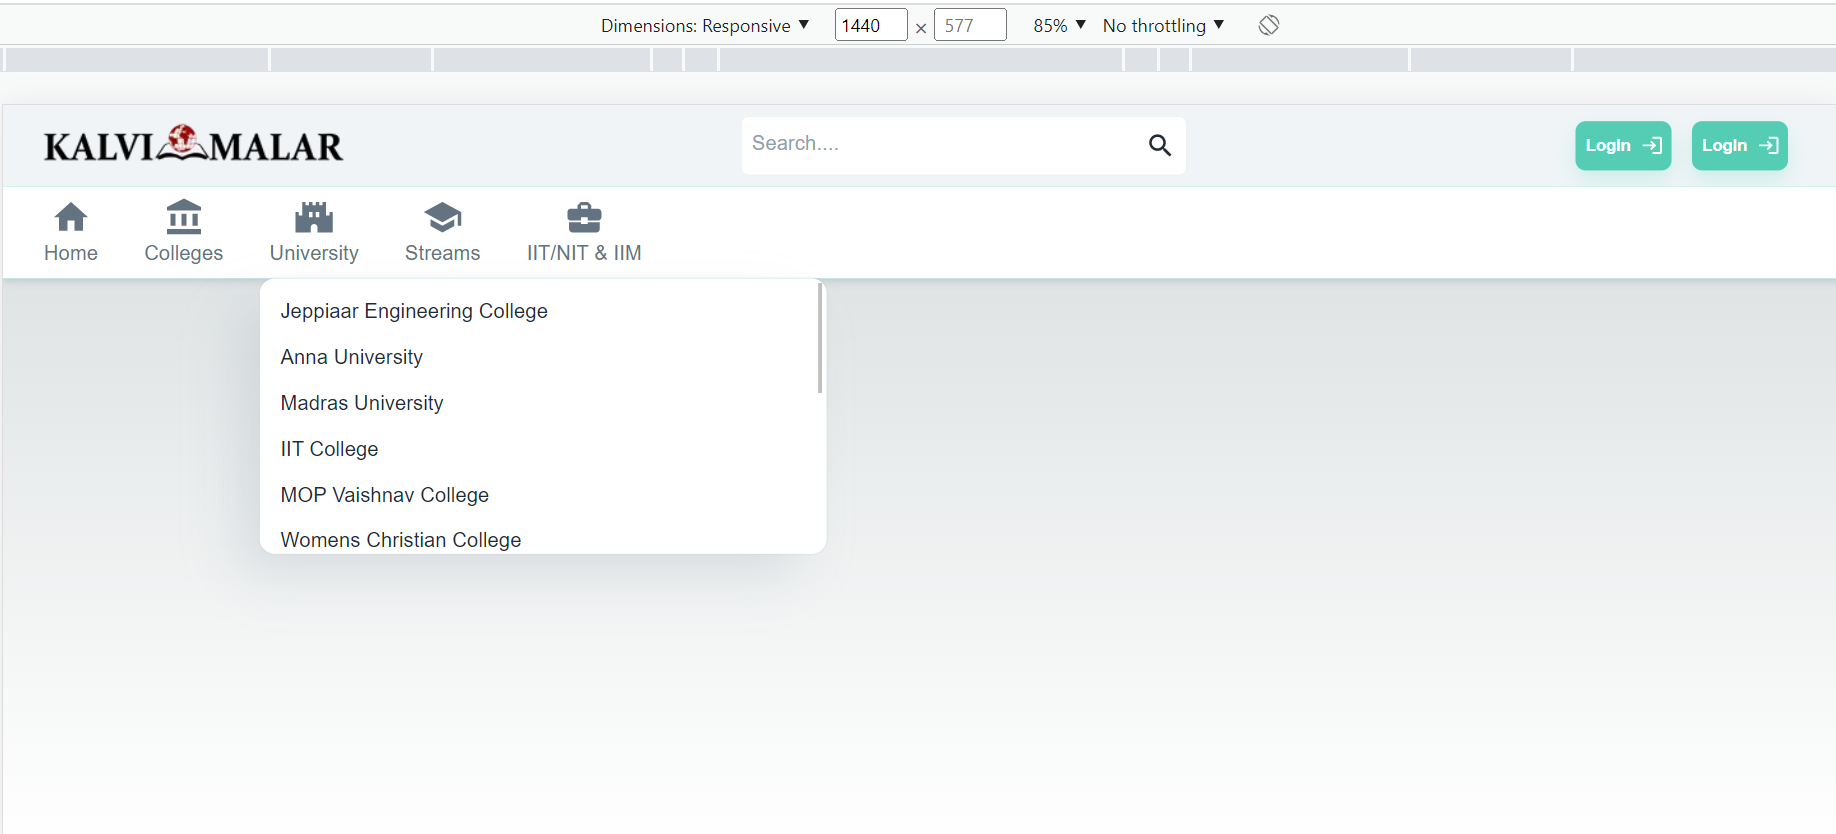 Dimensions: Responsive ▼ 1440 × 577 85% ▼ No throttling ▼
KALVI MALAR
Search....
LogIn
LogIn
Home
Colleges
University
Streams
IIT/NIT & IIM
Jeppiaar Engineering College
Anna University
Madras University
IIT College
MOP Vaishnav College
Womens Christian College